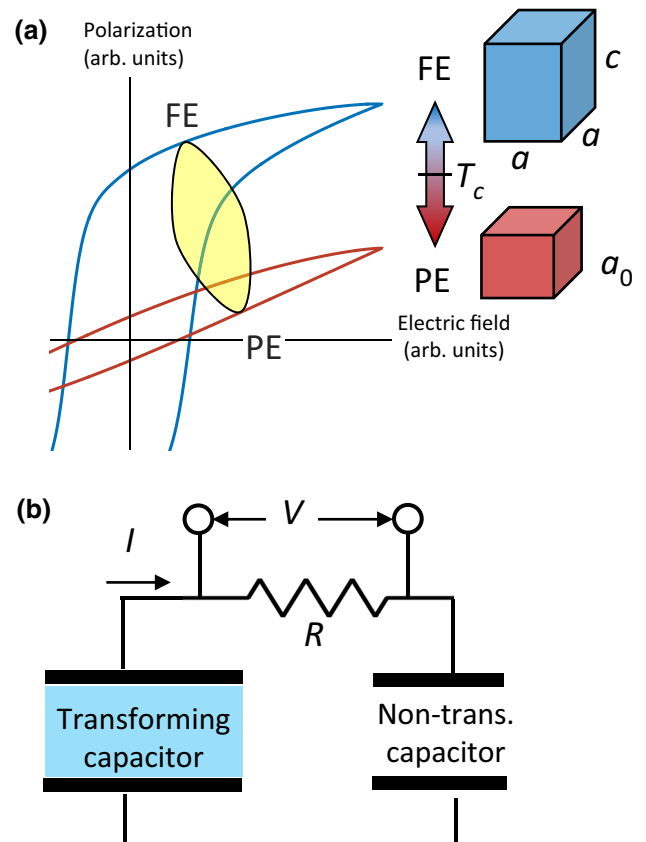 (a)
Polarization
(arb. units)
FE
PE
Electric field
(arb. units)
FE
T_c
PE
c
a
a
a_0
(b)
I
V
R
Transforming
capacitor
Non-trans.
capacitor